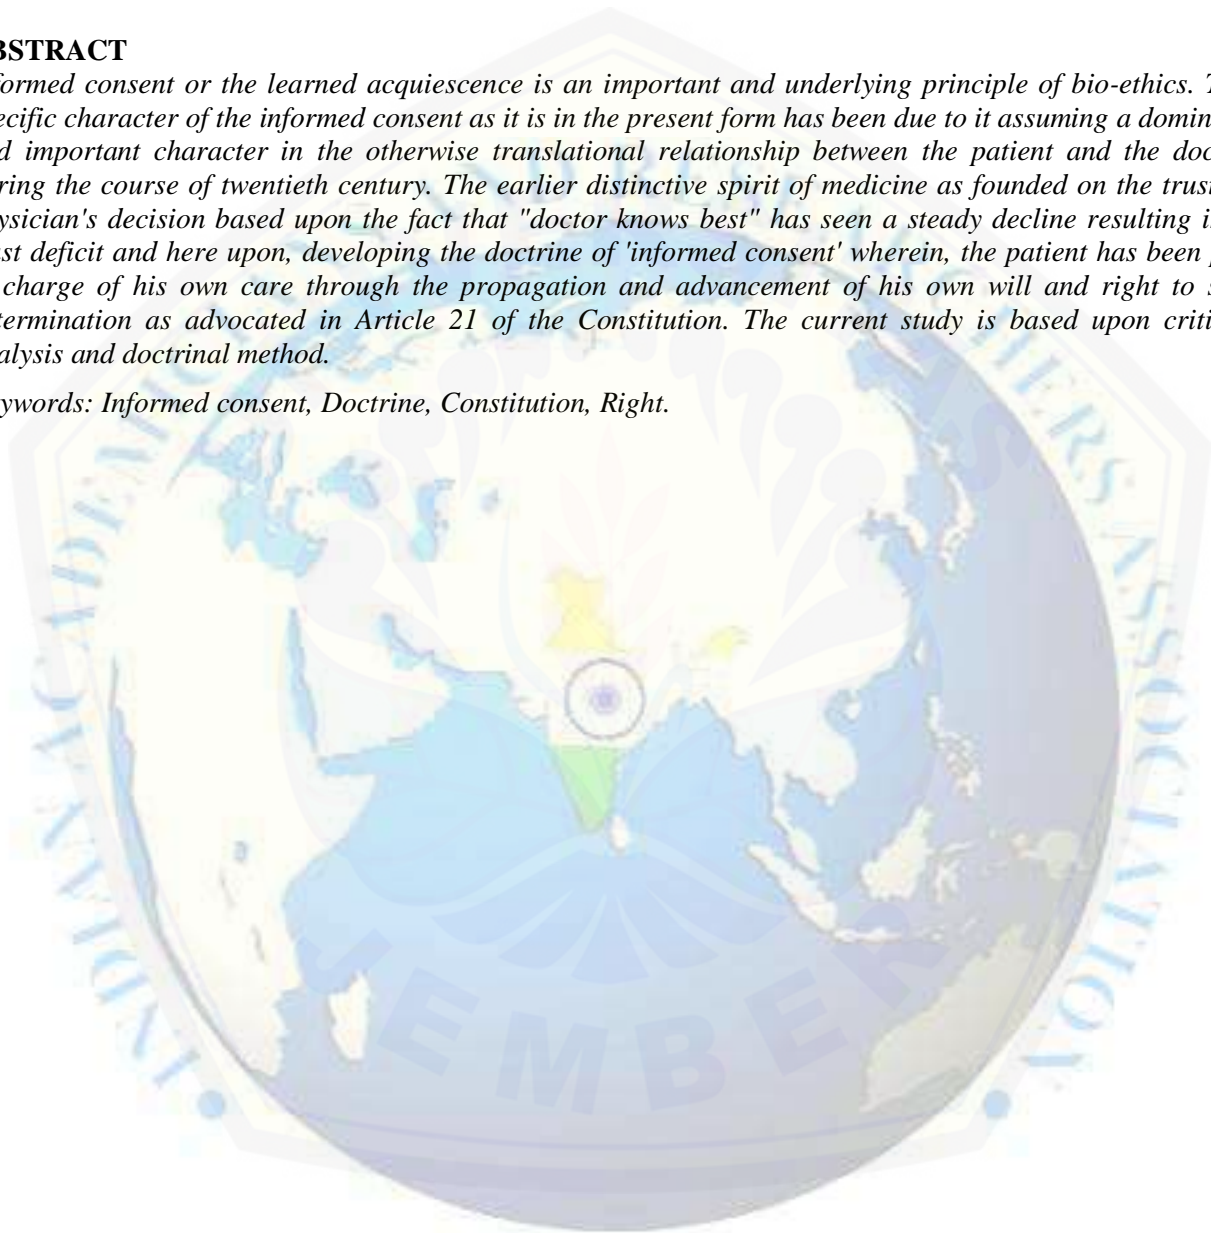 BSTRACT
formed consent or the learned acquiescence is an important and underlying principle of bio-ethics. T
ecific character of the informed consent as it is in the present form has been due to it assuming a domin
d important character in the otherwise translational relationship between the patient and the doc
ring the course of twentieth century. The earlier distinctive spirit of medicine as founded on the trust
ysician's decision based upon the fact that "doctor knows best" has seen a steady decline resulting i
ust deficit and here upon, developing the doctrine of 'informed consent' wherein, the patient has been p
charge of his own care through the propagation and advancement of his own will and right to s
termination as advocated in Article 21 of the Constitution. The current study is based upon criti
alysis and doctrinal method.
ywords: Informed consent, Doctrine, Constitution, Right.
INDIAN ACADEMICIANS AND RESEARCHERS ASSOCIATION
MEMBER